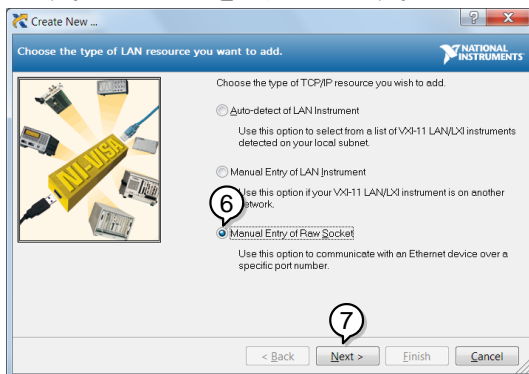 Create New ...
Choose the type of LAN resource you want to add.
NATIONAL
INSTRUMENTS
Choose the type of TCP/IP resource you wish to add.
Auto-detect of LAN Instrument
Use this option to select from a list of VXI-11 LAN/LXI instruments
detected on your local subnet.
Manual Entry of LAN Instrument
Use this option if your VXI-11 LAN/LXI instrument is on another
network.
6
Manual Entry of Raw Socket
Use this option to communicate with an Ethernet device over a
specific port number.
NI-VISA
7
< Back
Next >
Finish
Cancel